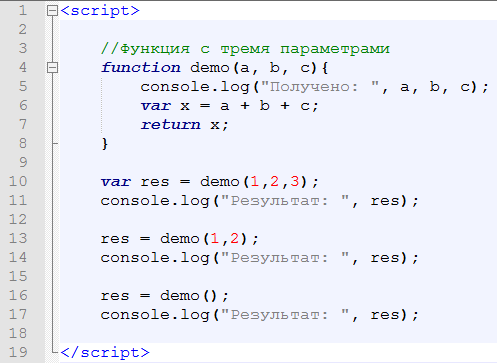 1 <script>
2
3 //Функция с тремя параметрами
4 function demo(a, b, c){
5 console.log("Получено: ", a, b, c);
6 var x = a + b + c;
7 return x;
8 }
9
10 var res = demo(1,2,3);
11 console.log("Результат: ", res);
12
13 res = demo(1,2);
14 console.log("Результат: ", res);
15
16 res = demo();
17 console.log("Результат: ", res);
18
19 </script>